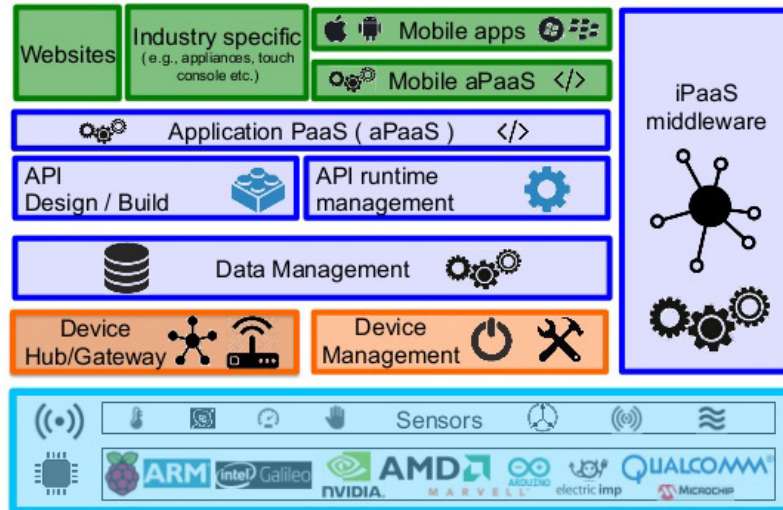 Websites
Industry specific
( e.g., appliances, touch
console etc.)
Mobile apps
Mobile aPaaS </>
Application PaaS ( aPaaS ) </>
API
Design / Build
API runtime
management
Data Management
Device
Hub/Gateway
Device
Management
iPaaS
middleware
Sensors
ARM
intel Galileo
NVIDIA.
AMD
MARVELL
ARDUINO
electric imp
QUALCOMM®
MICROCHIP